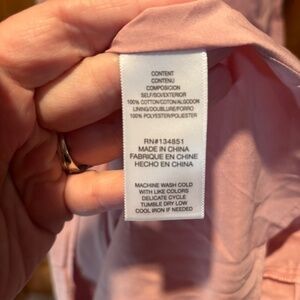 CONTENT
CONTENU
COMPOSICION
SELF/SOI/EXTERIOR
100% COTTON/COTON/ALGODON
LINING/DOUBLURE/FORRO
100% POLYESTER/POLYESTER
RN#134851
MADE IN CHINA
FABRIQUE EN CHINE
HECHO EN CHINA
MACHINE WASH COLD
WITH LIKE COLORS
DELICATE CYCLE
TUMBLE DRY LOW
COOL IRON IF NEEDED